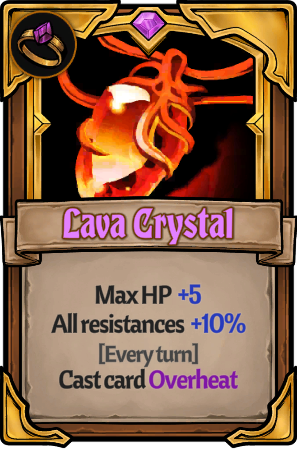 Lava Crystal
Max HP +5
All resistances +10%
[Every turn]
Cast card Overheat